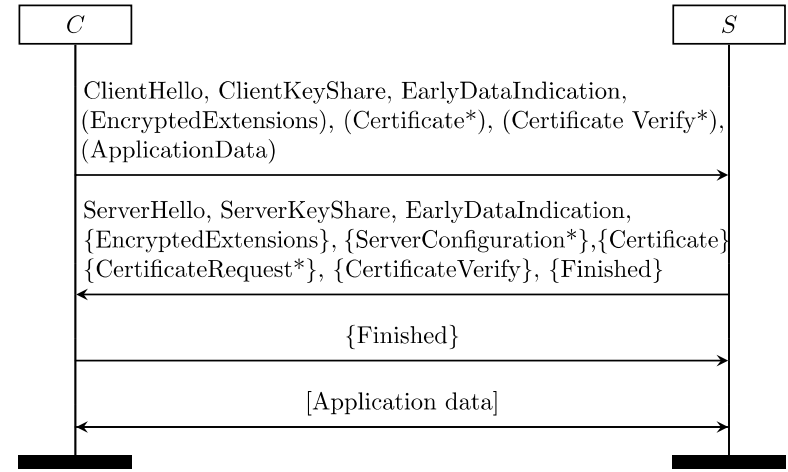 C
S
ClientHello, ClientKeyShare, EarlyDataIndication,
(EncryptedExtensions), (Certificate*), (Certificate Verify*),
(ApplicationData)
ServerHello, ServerKeyShare, EarlyDataIndication,
{EncryptedExtensions}, {ServerConfiguration*},{Certificate}
{CertificateRequest*}, {CertificateVerify}, {Finished}
{Finished}
[Application data]